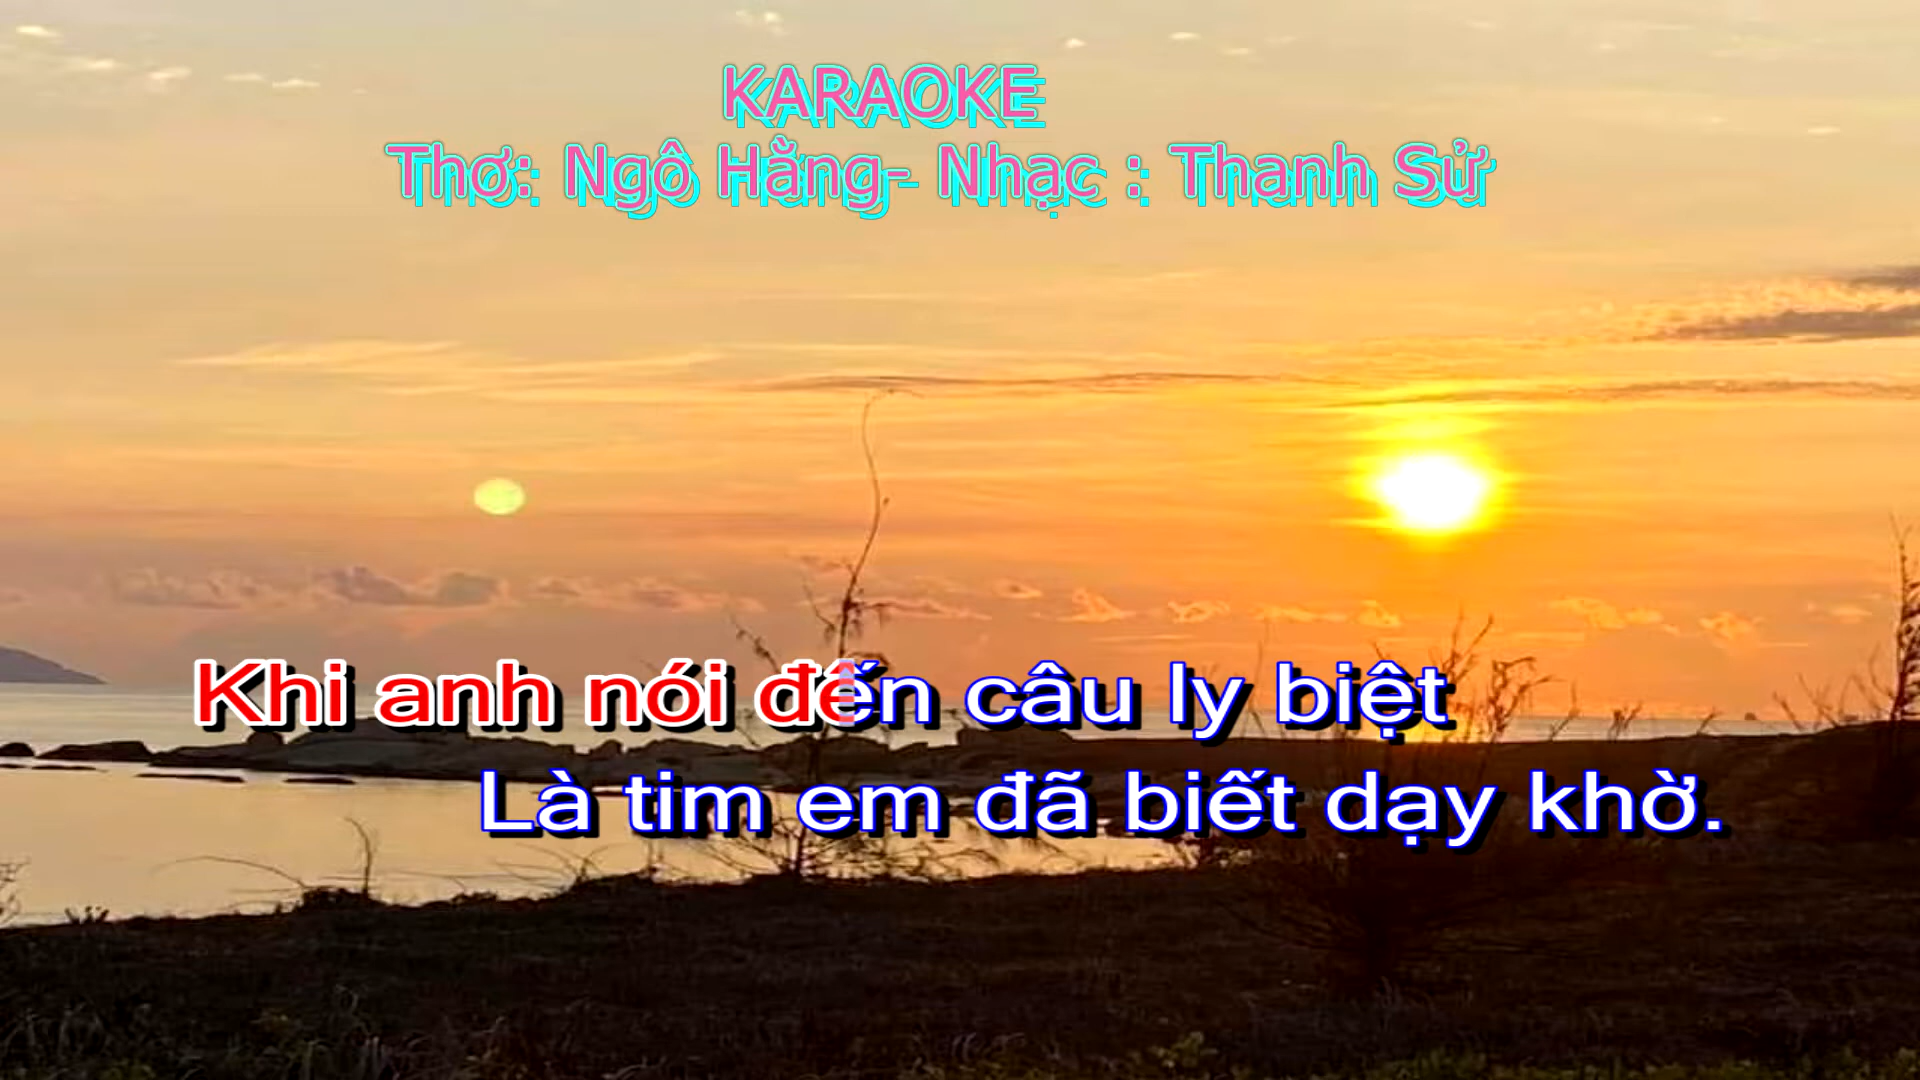 KARAOKE
Thơ: Ngô Hằng- Nhạc : Thanh Sử
Khi anh nói đến câu ly biệt
Là tim em đã biết dạy khờ.